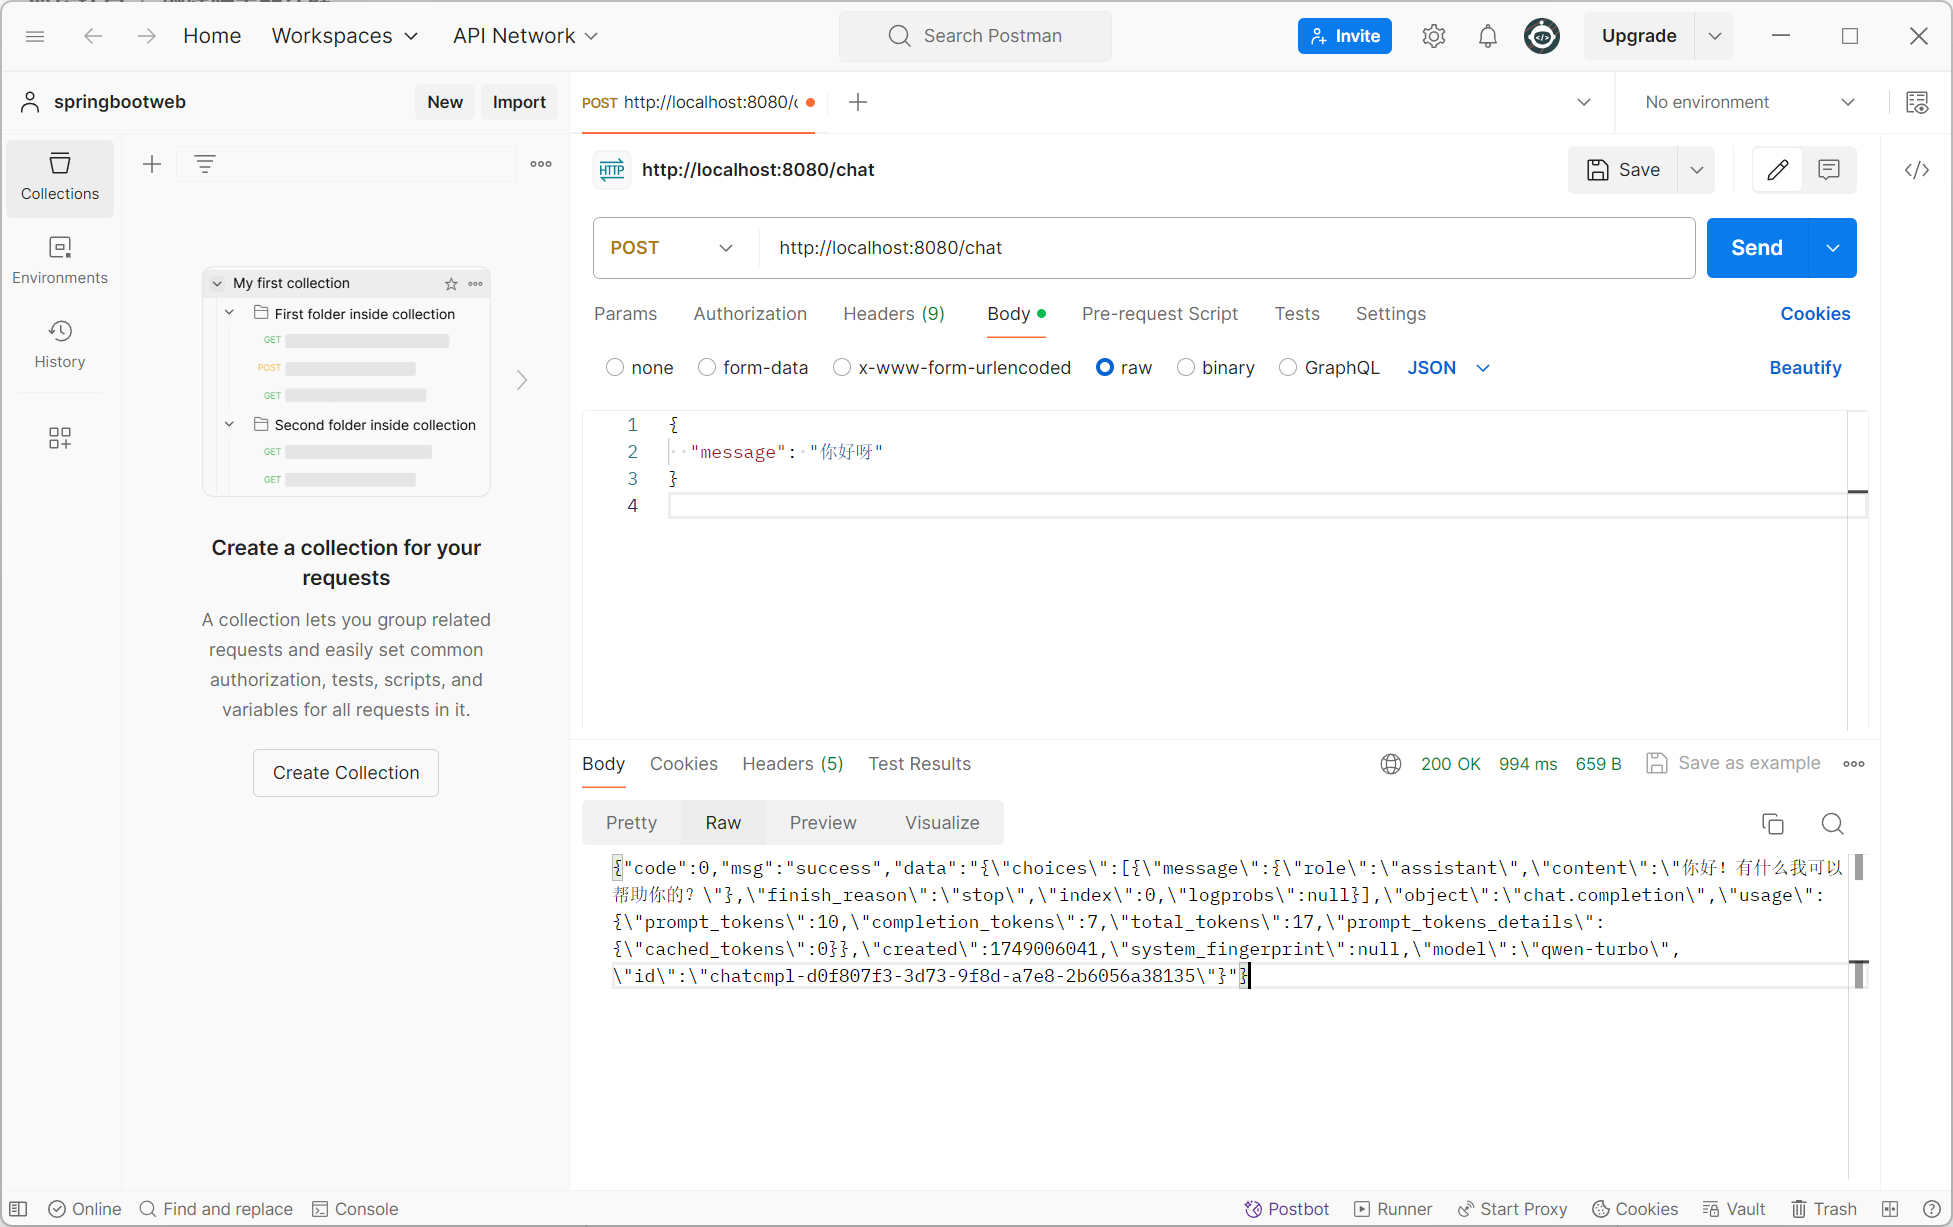 Home
Workspaces
API Network
Search Postman
Invite
Upgrade
springbootweb
New
Import
POST http://localhost:8080/c
No environment
Collections
Environments
History
My first collection
First folder inside collection
GET
POST
GET
Second folder inside collection
GET
GET
Create a collection for your
requests
A collection lets you group related
requests and easily set common
authorization, tests, scripts, and
variables for all requests in it.
Create Collection
HTTP http://localhost:8080/chat
Save
POST
http://localhost:8080/chat
Send
Params
Authorization
Headers (9)
Body
Pre-request Script
Tests
Settings
Cookies
none
form-data
x-www-form-urlencoded
raw
binary
GraphQL
JSON
Beautify
1 {
2 "message": "你好呀"
3 }
4
Body
Cookies
Headers (5)
Test Results
200 OK
994 ms
659 B
Save as example
Pretty
Raw
Preview
Visualize
{"code":0,"msg":"success","data":"{\"choices\":[{\"message\":{\"role\":\"assistant\",\"content\":\"你好！有什么我可以
帮助你的？\"},\"finish_reason\":\"stop\",\"index\":0,\"logprobs\":null}],\"object\":\"chat.completion\",\"usage\":
{\"prompt_tokens\":10,\"completion_tokens\":7,\"total_tokens\":17,\"prompt_tokens_details\":
{\"cached_tokens\":0}},\"created\":1749006041,\"system_fingerprint\":null,\"model\":\"qwen-turbo\",
\"id\":\"chatcmpl-d0f807f3-3d73-9f8d-a7e8-2b6056a38135\"}"}
Online
Find and replace
Console
Postbot
Runner
Start Proxy
Cookies
Vault
Trash